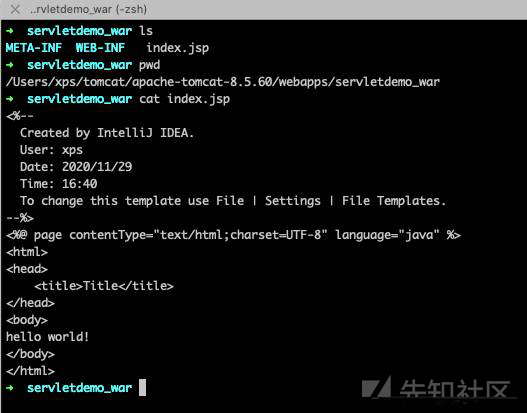 ..rvletdemo_war (-zsh)
➜ servletdemo_war ls
META-INF WEB-INF index.jsp
➜ servletdemo_war pwd
/Users/xps/tomcat/apache-tomcat-8.5.60/webapps/servletdemo_war
➜ servletdemo_war cat index.jsp
<%--
  Created by IntelliJ IDEA.
  User: xps
  Date: 2020/11/29
  Time: 16:40
  To change this template use File | Settings | File Templates.
--%>
<%@ page contentType="text/html;charset=UTF-8" language="java" %>
<html>
<head>
    <title>Title</title>
</head>
<body>
hello world!
</body>
</html>
➜ servletdemo_war
先知社区